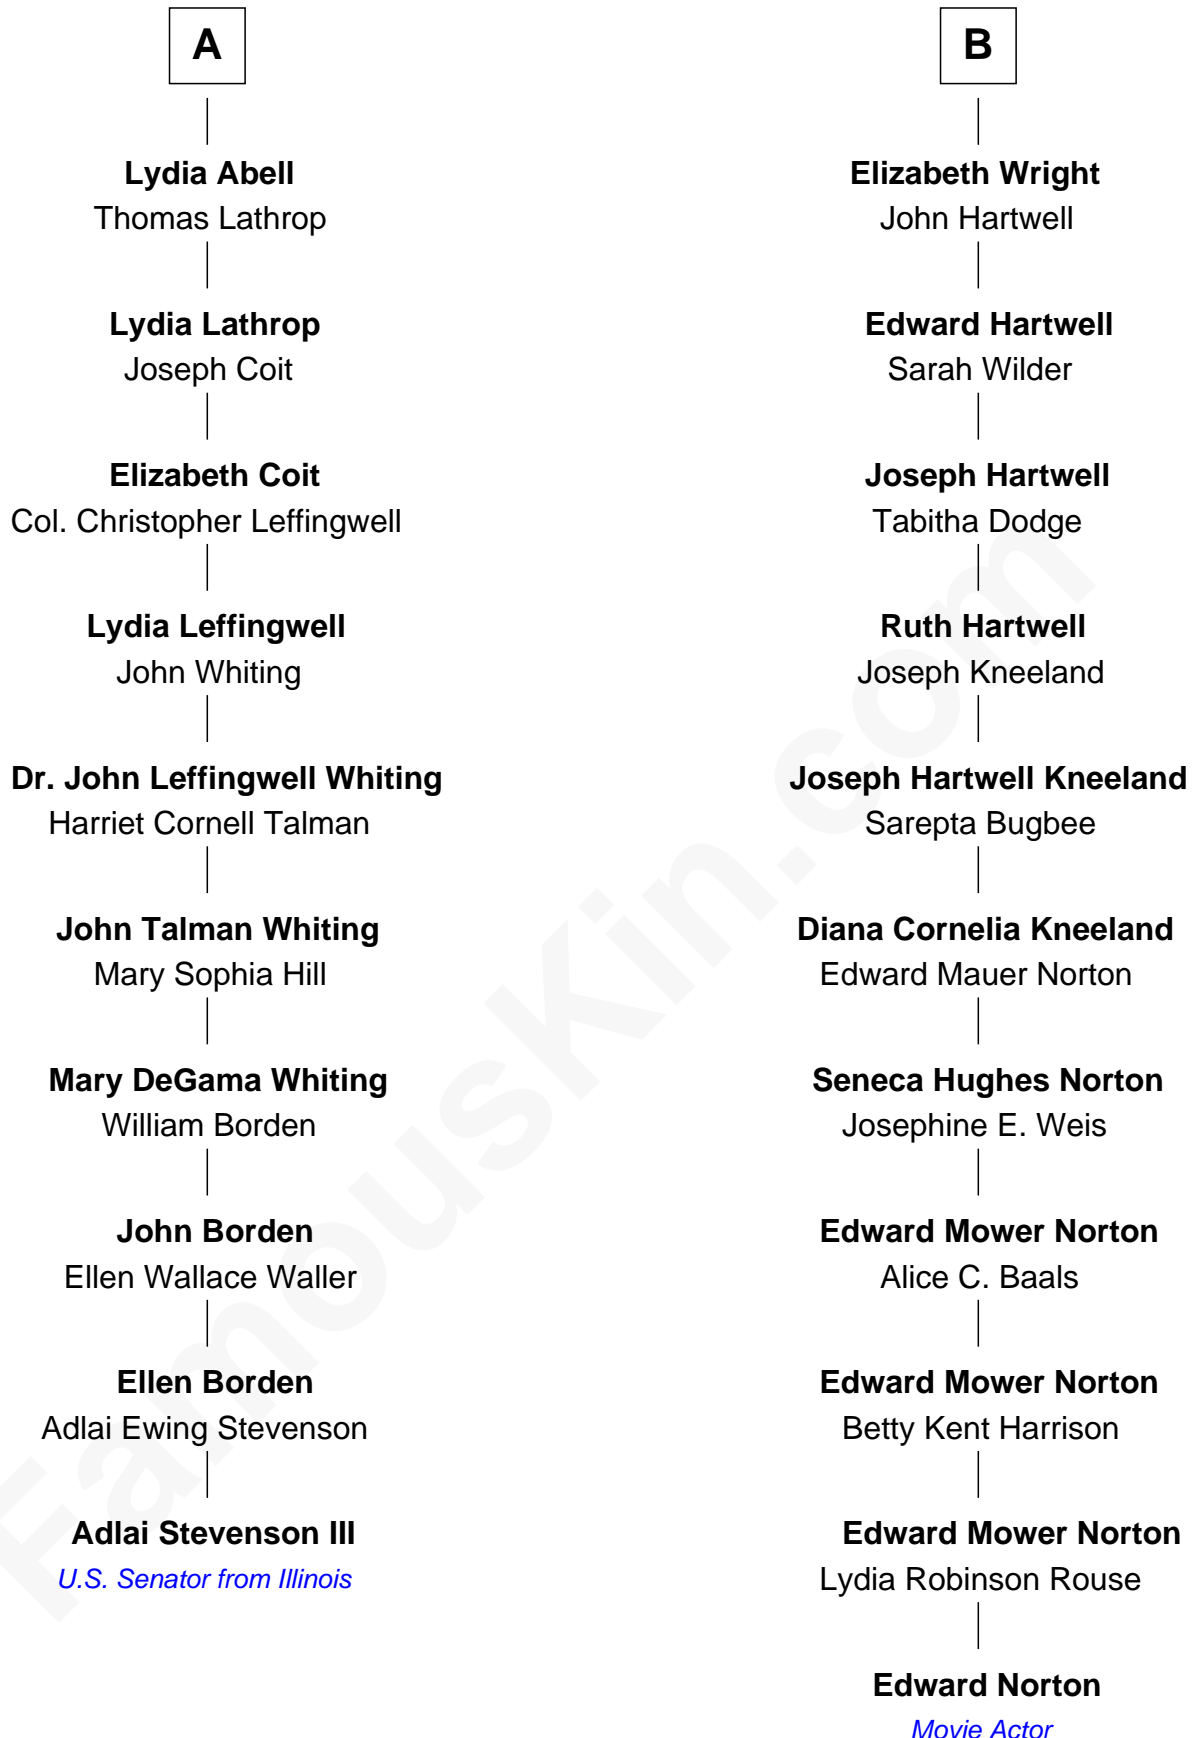 A
Lydia Abell
Thomas Lathrop
Lydia Lathrop
Joseph Coit
Elizabeth Coit
Col. Christopher Leffingwell
Lydia Leffingwell
John Whiting
Dr. John Leffingwell Whiting
Harriet Cornell Talman
John Talman Whiting
Mary Sophia Hill
Mary DeGama Whiting
William Borden
John Borden
Ellen Wallace Waller
Ellen Borden
Adlai Ewing Stevenson
Adlai Stevenson III
U.S. Senator from Illinois
B
Elizabeth Wright
John Hartwell
Edward Hartwell
Sarah Wilder
Joseph Hartwell
Tabitha Dodge
Ruth Hartwell
Joseph Kneeland
Joseph Hartwell Kneeland
Sarepta Bugbee
Diana Cornelia Kneeland
Edward Mauer Norton
Seneca Hughes Norton
Josephine E. Weis
Edward Mower Norton
Alice C. Baals
Edward Mower Norton
Betty Kent Harrison
Edward Mower Norton
Lydia Robinson Rouse
Edward Norton
Movie Actor
FamousKin.com